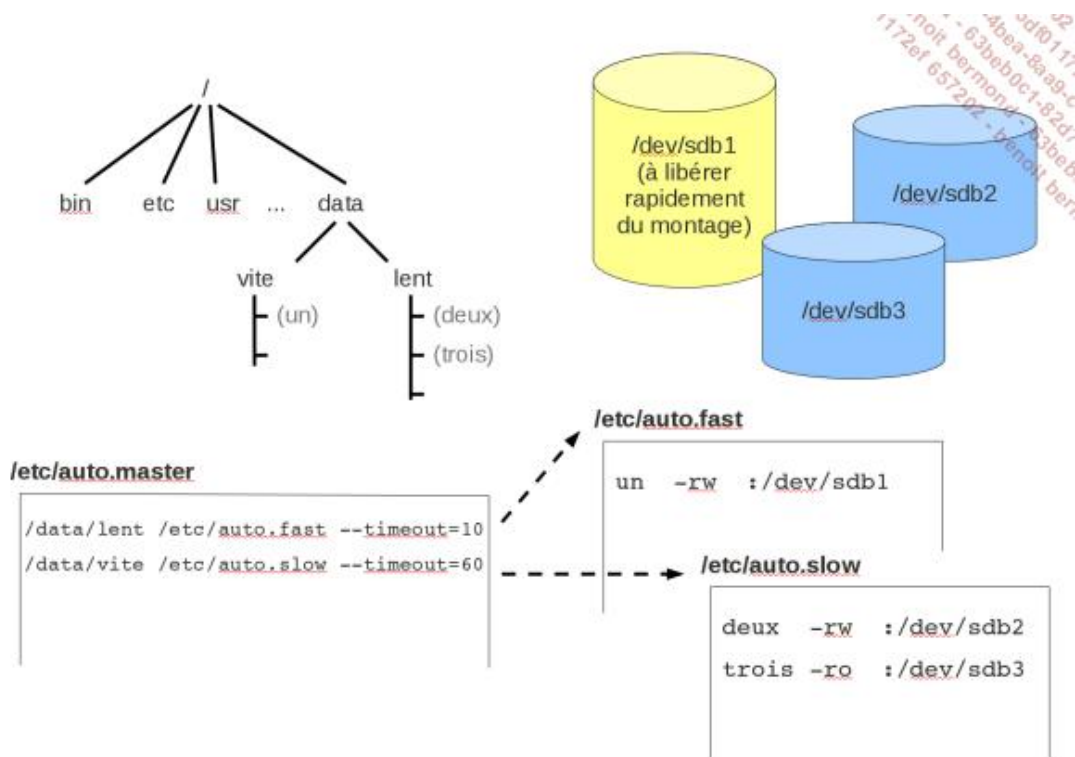 /
bin etc usr ... data
vite lent
(un) (deux)
(trois)
/dev/sdb1
(à libérer
rapidement
du montage)
/dev/sdb2
/dev/sdb3
/etc/auto.master
/data/lent /etc/auto.fast --timeout=10
/data/vite /etc/auto.slow --timeout=60
/etc/auto.fast
un -rw :/dev/sdb1
/etc/auto.slow
deux -rw :/dev/sdb2
trois -ro :/dev/sdb3